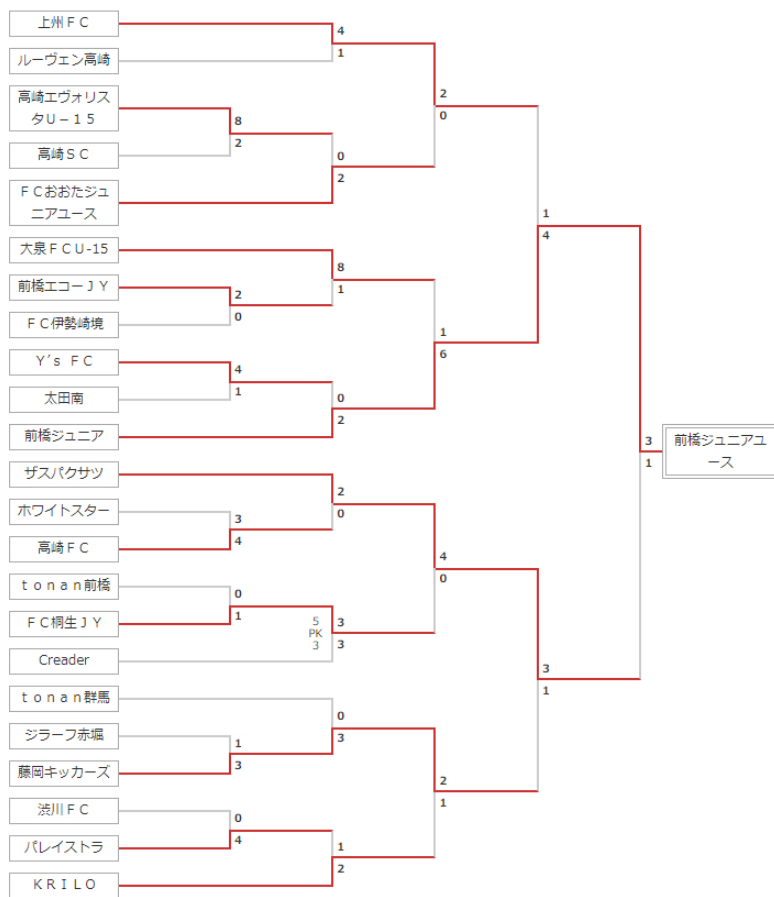 上州ＦＣ
4
ルーヴェン高崎
1
高崎エヴォリス
タＵ－１５
2
0
8
高崎ＳＣ
2
0
ＦＣおおたジュ
ニアユース
2
1
4
大泉ＦＣU-15
8
前橋エコーＪＹ
2
1
ＦＣ伊勢崎境
0
1
6
Ｙ’ｓ ＦＣ
4
太田南
1
0
前橋ジュニア
2
3
1
前橋ジュニアユ
ース
ザスパクサツ
2
ホワイトスター
0
3
高崎ＦＣ
4
4
0
ｔｏｎａｎ前橋
0
ＦＣ桐生ＪＹ
1
5
PK
3
3
3
Creader
3
1
ｔｏｎａｎ群馬
0
ジラーフ赤堀
3
1
藤岡キッカーズ
3
2
1
渋川ＦＣ
0
パレイストラ
4
1
ＫＲＩＬＯ
2